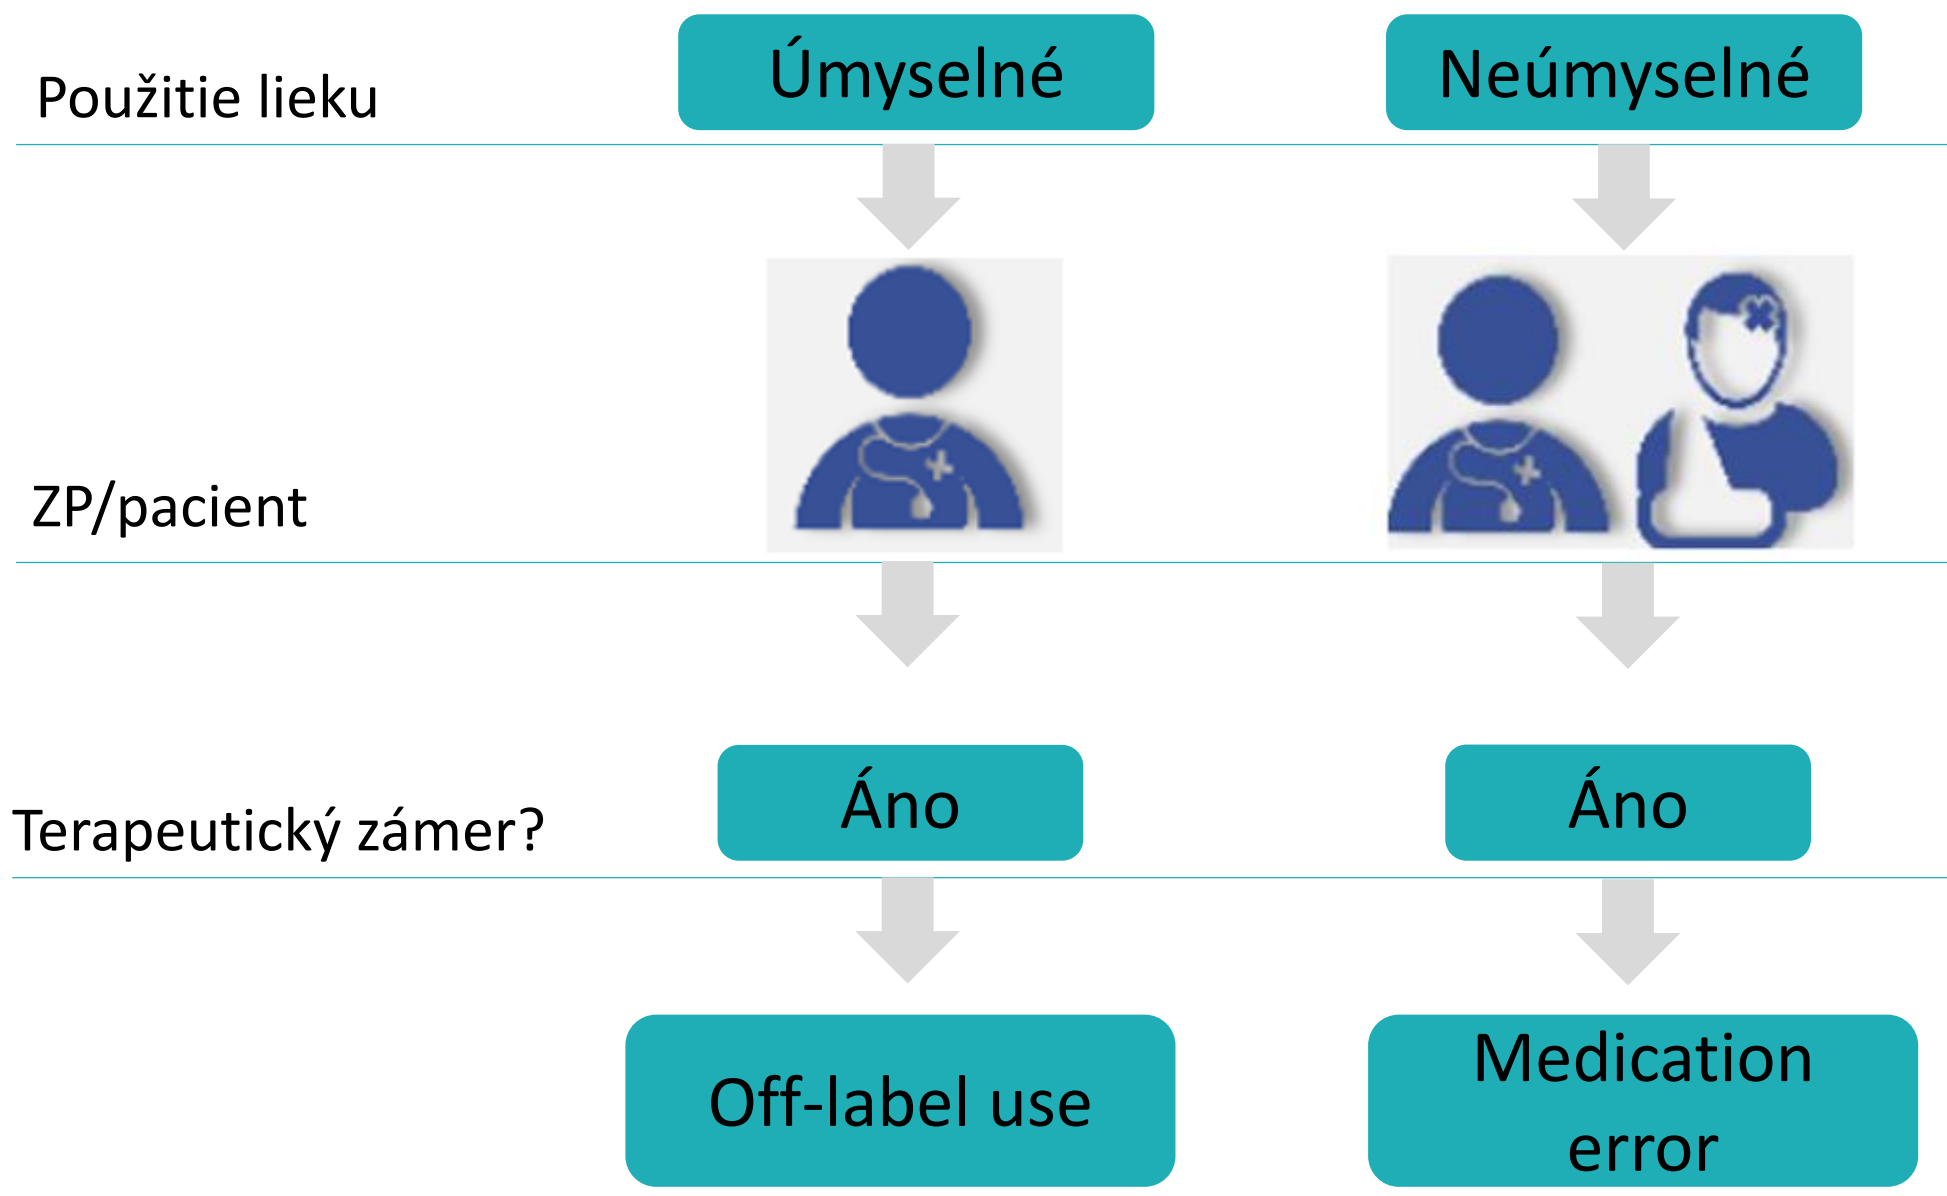 Použitie lieku
Úmyselné
Neúmyselné
ZP/pacient
Terapeutický zámer?
Áno
Áno
Off-label use
Medication
error